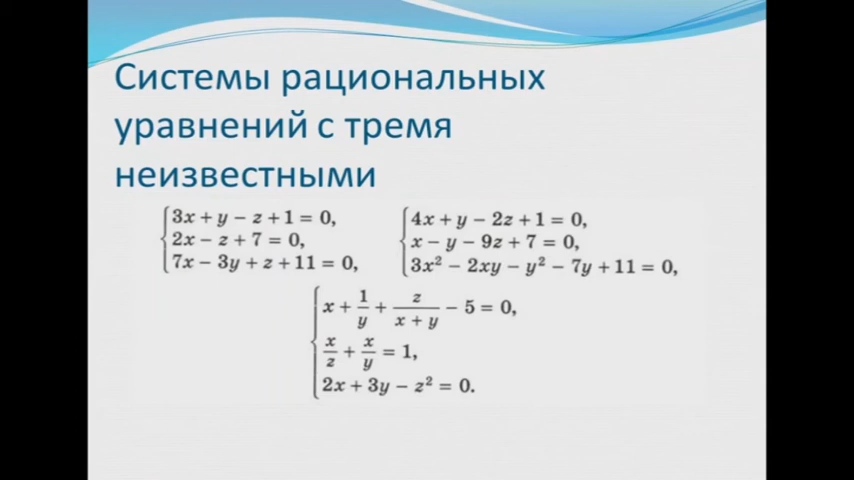 Системы рациональных
уравнений с тремя
неизвестными
3x + y − z + 1 = 0,
2x − z + 7 = 0,
7x − 3y + z + 11 = 0,
4x + y − 2z + 1 = 0,
x − y − 9z + 7 = 0,
3x² − 2xy − y² − 7y + 11 = 0,
x + 1/y + z/(x + y) − 5 = 0,
x/z + x/y = 1,
2x + 3y − z² = 0.